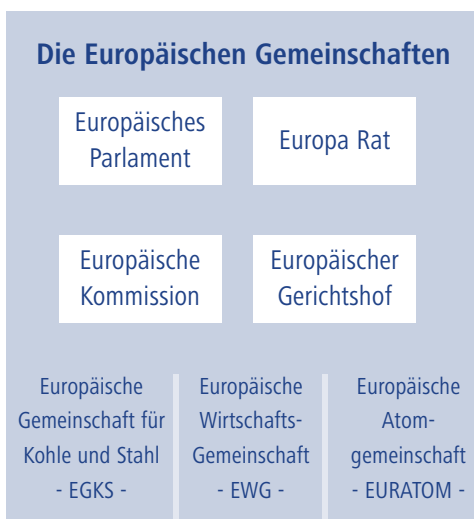 Die Europäischen Gemeinschaften
Europäisches
Parlament
Europa Rat
Europäische
Kommission
Europäischer
Gerichtshof
Europäische
Gemeinschaft für
Kohle und Stahl
- EGKS -
Europäische
Wirtschafts-
Gemeinschaft
- EWG -
Europäische
Atom-
gemeinschaft
- EURATOM -